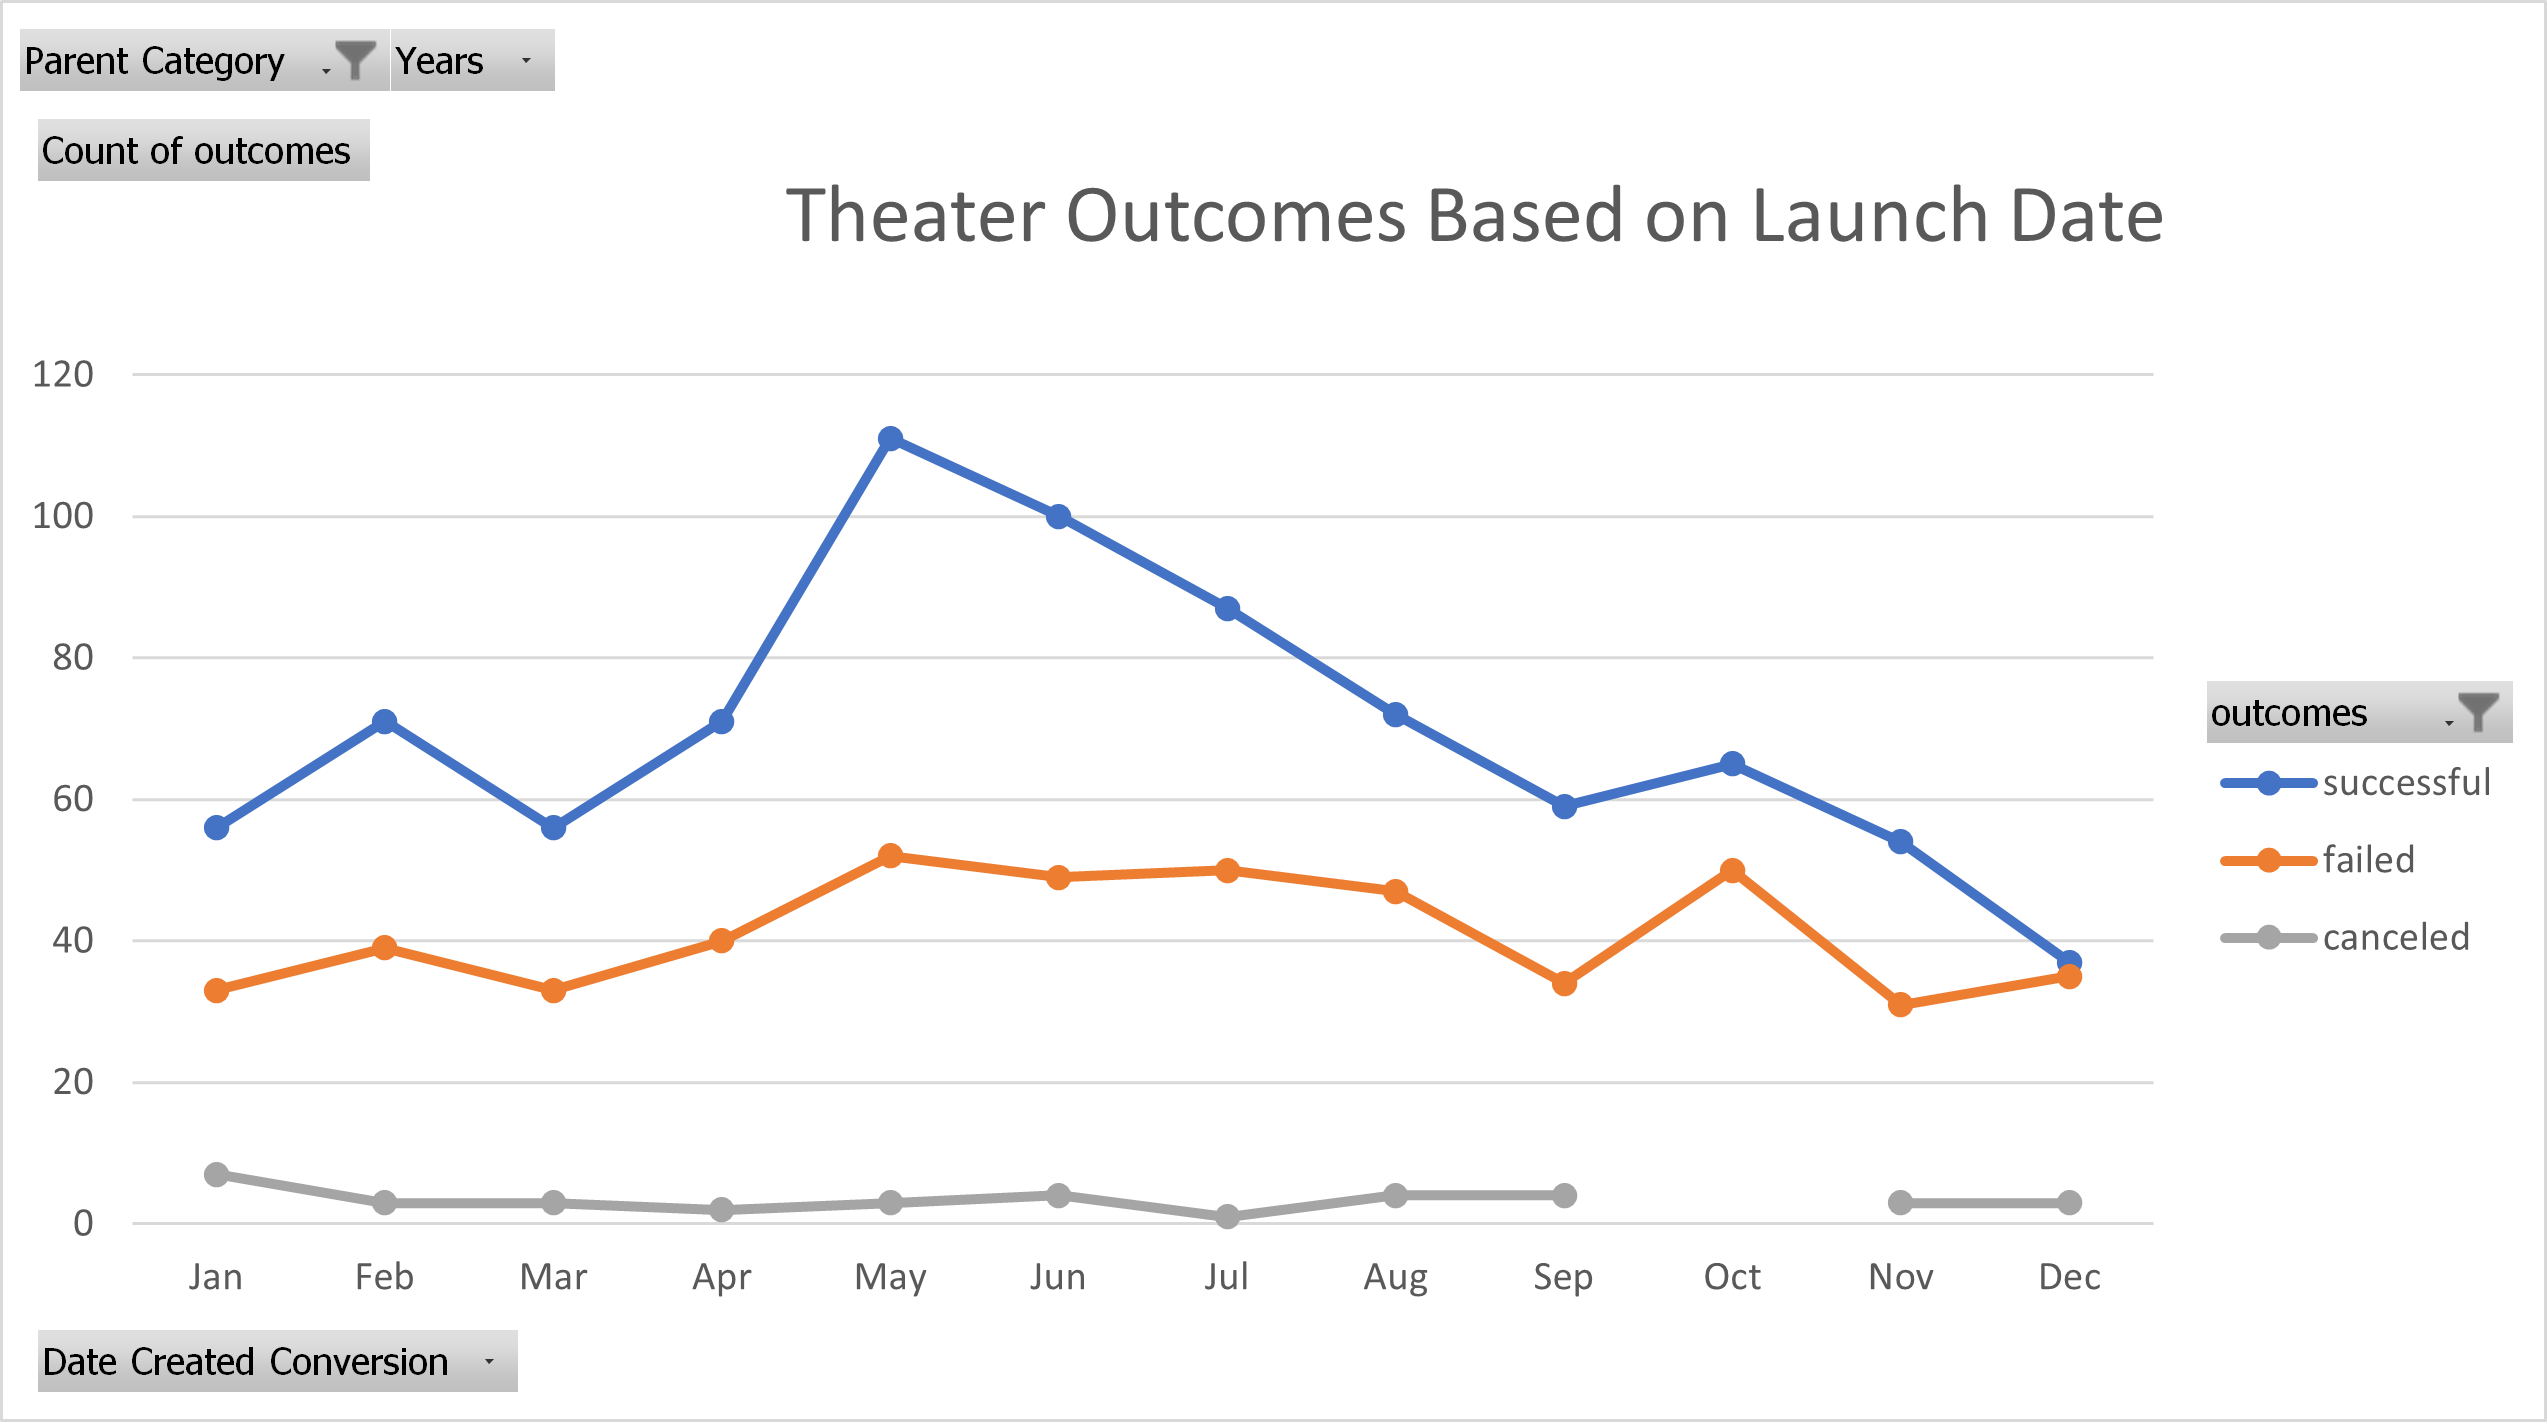 Parent Category Years
Count of outcomes
Theater Outcomes Based on Launch Date
120
100
80
60
40
20
0
Jan Feb Mar Apr May Jun Jul Aug Sep Oct Nov Dec
outcomes
successful
failed
canceled
Date Created Conversion